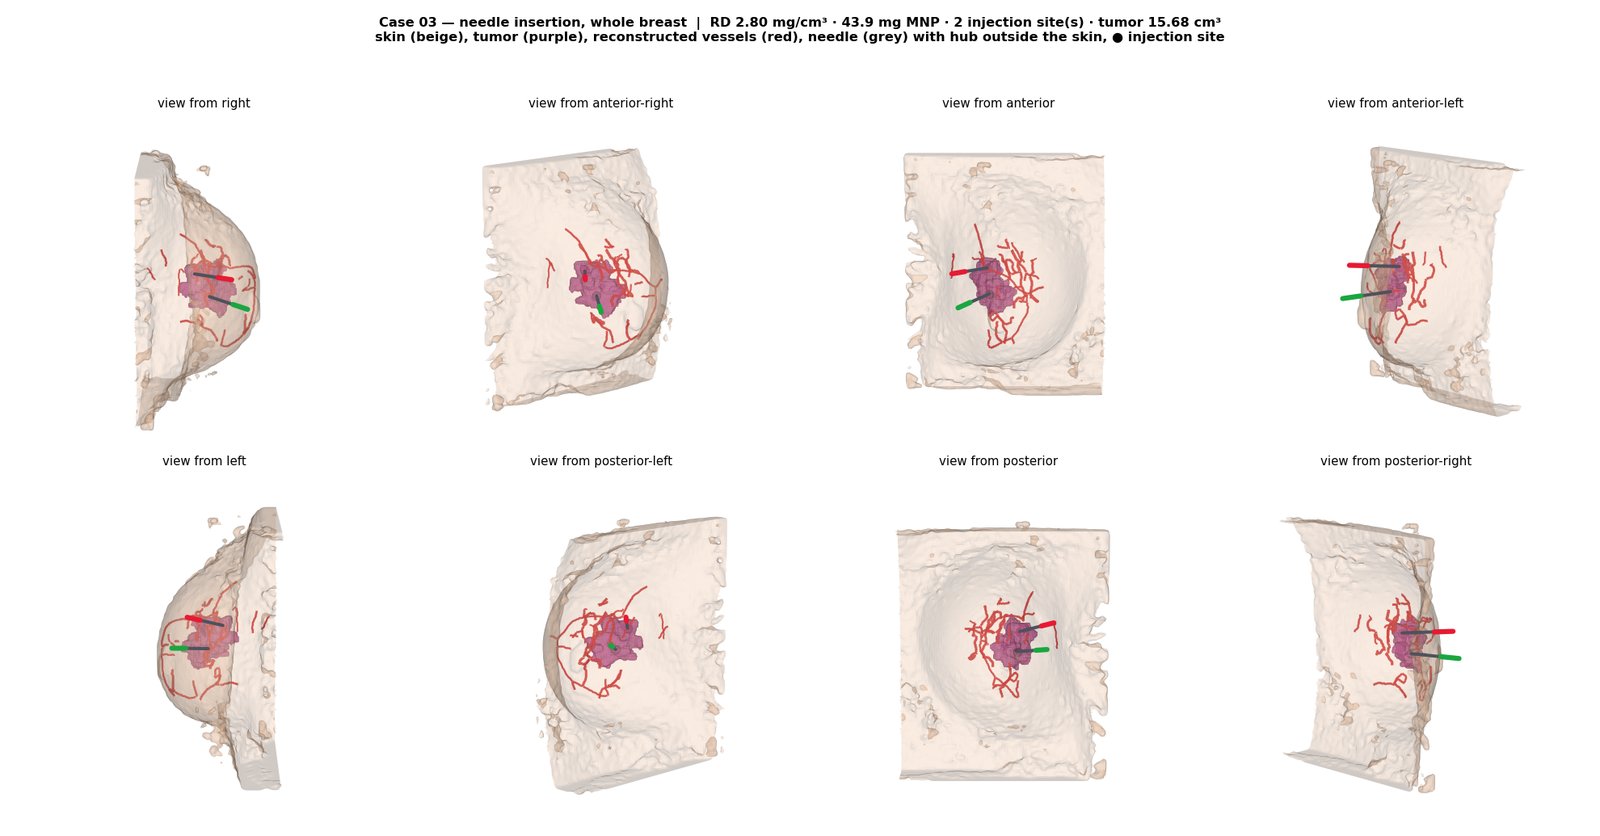 Case 03 — needle insertion, whole breast | RD 2.80 mg/cm³ · 43.9 mg MNP · 2 injection site(s) · tumor 15.68 cm³
skin (beige), tumor (purple), reconstructed vessels (red), needle (grey) with hub outside the skin, ● injection site
view from right
view from anterior-right
view from anterior
view from anterior-left
view from left
view from posterior-left
view from posterior
view from posterior-right